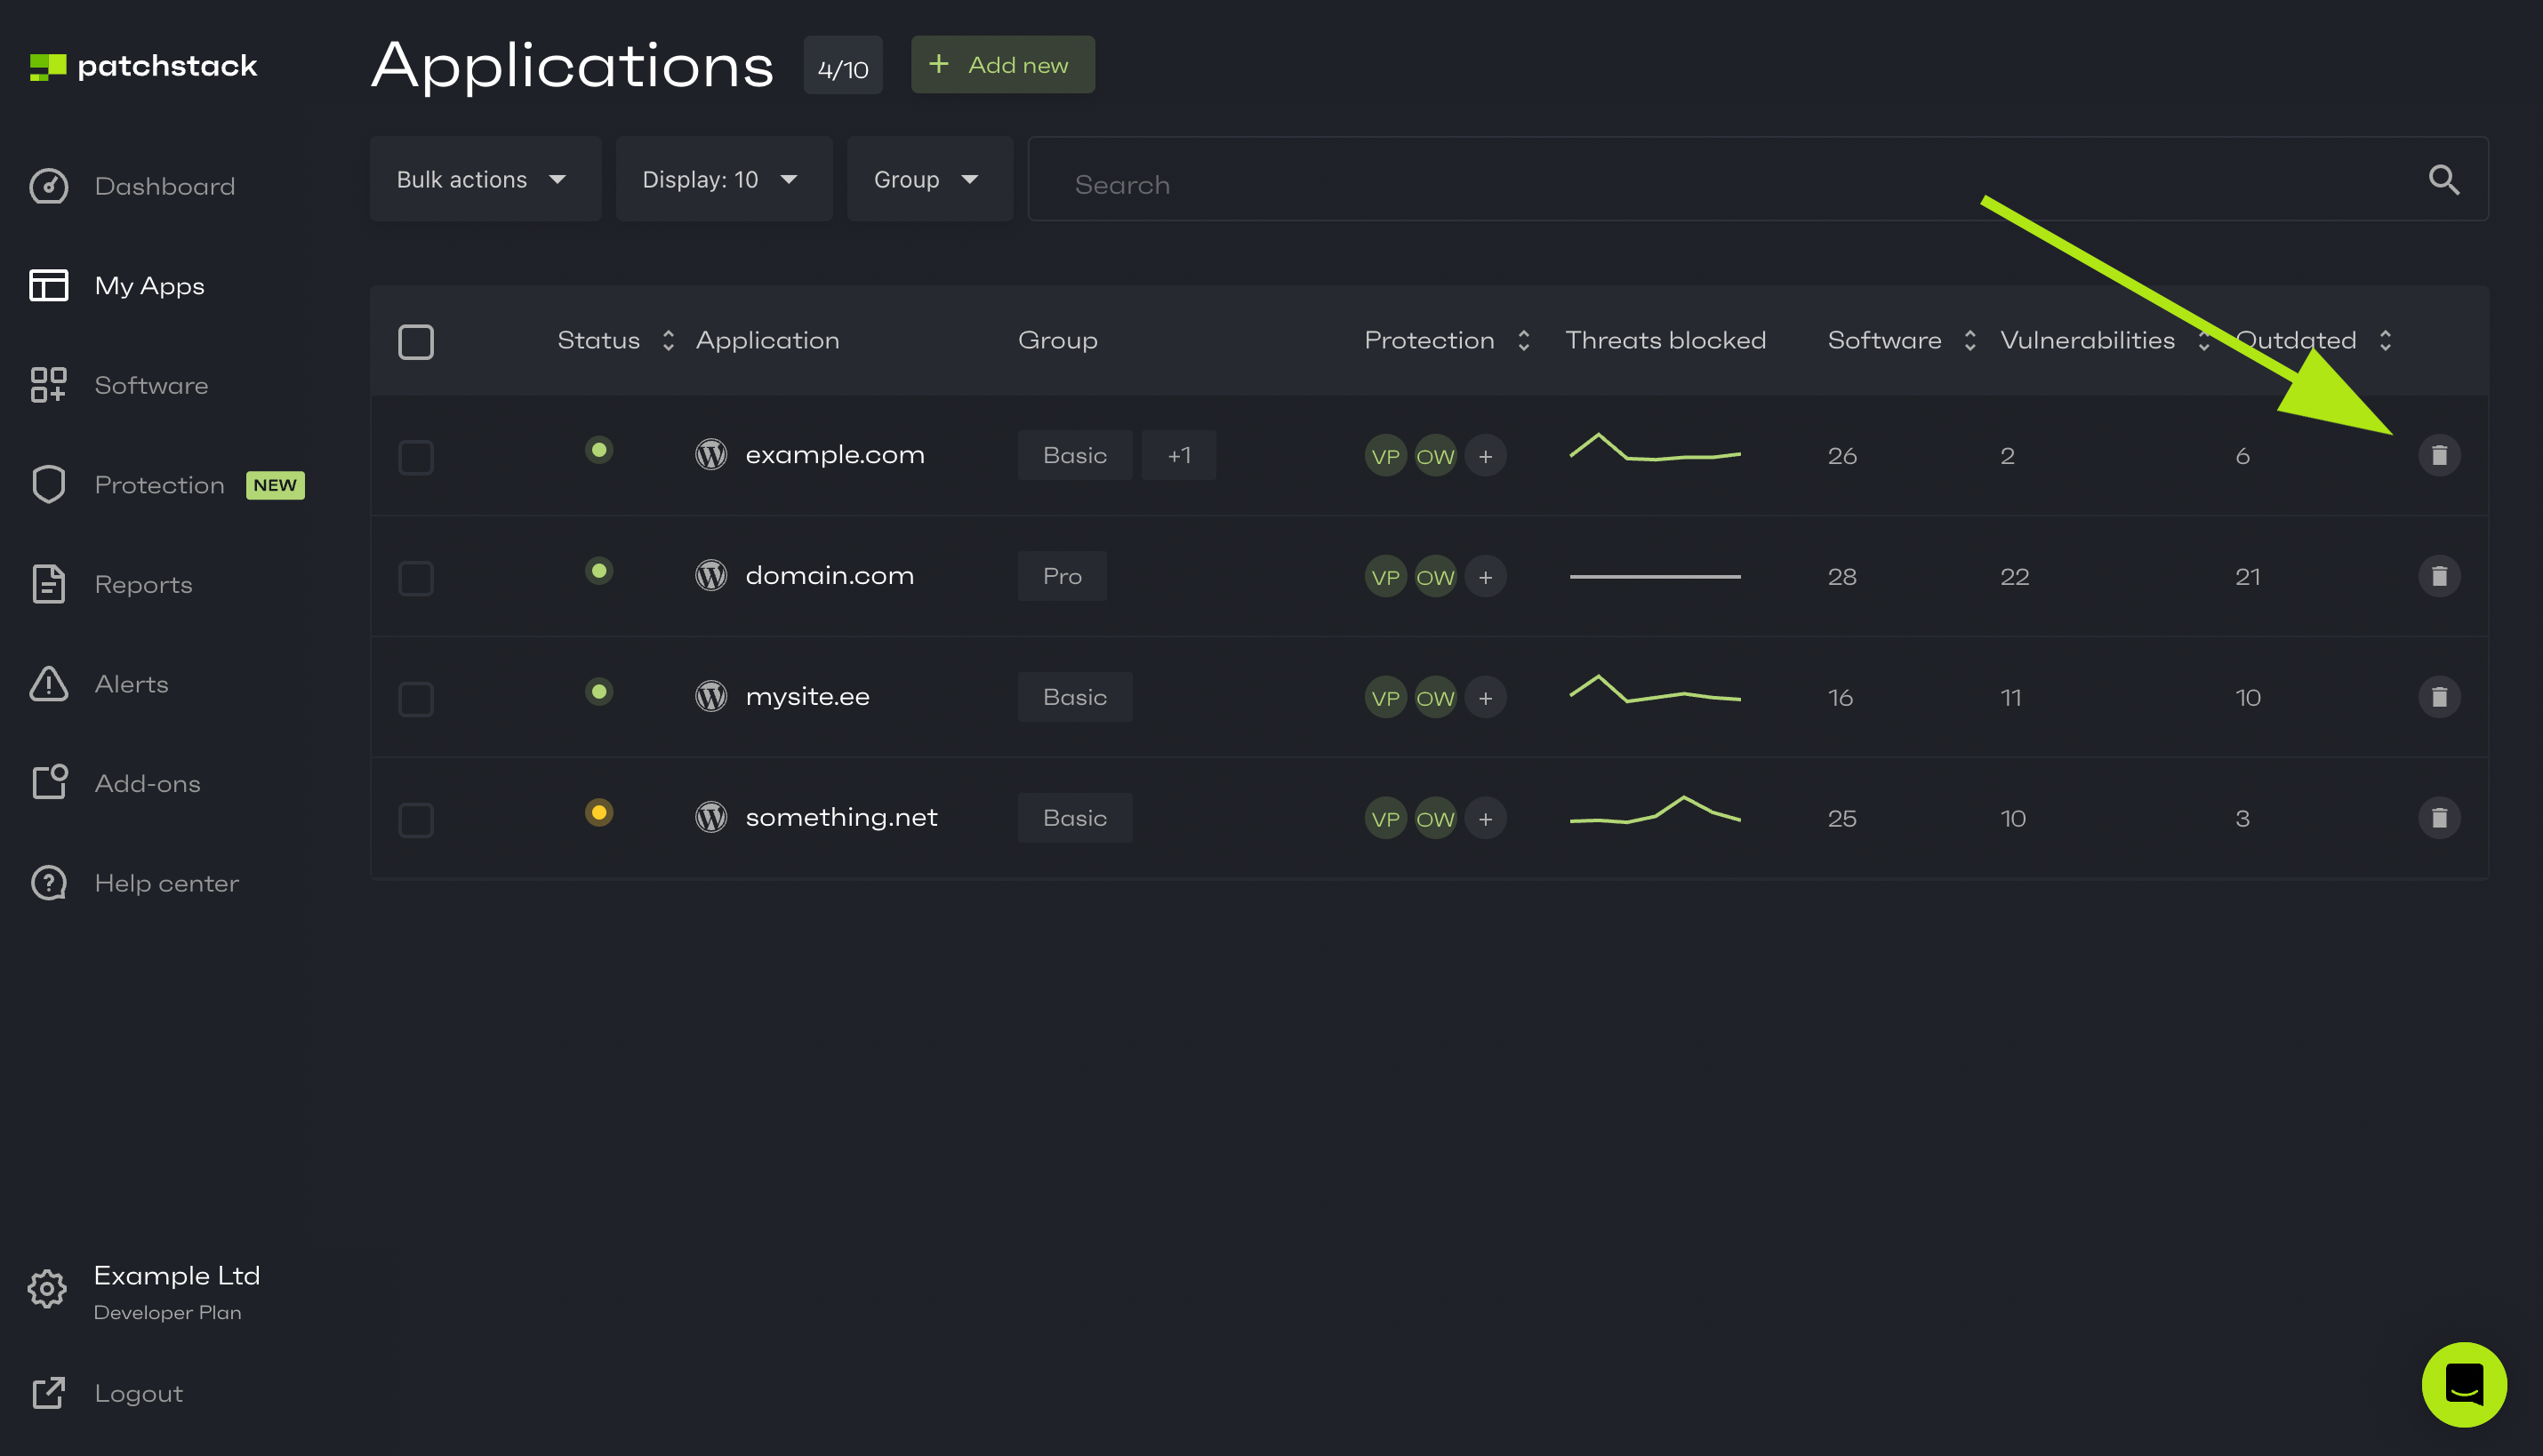 patchstack
Dashboard
My Apps
Software
Protection NEW
Reports
Alerts
Add-ons
Help center
Example Ltd
Developer Plan
Logout
Applications 4/10 + Add new
Bulk actions Display: 10 Group Search
Status Application Group Protection Threats blocked Software Vulnerabilities Outdated
example.com Basic +1 VP OW + 26 2 6
domain.com Pro VP OW + 28 22 21
mysite.ee Basic VP OW + 16 11 10
something.net Basic VP OW + 25 10 3